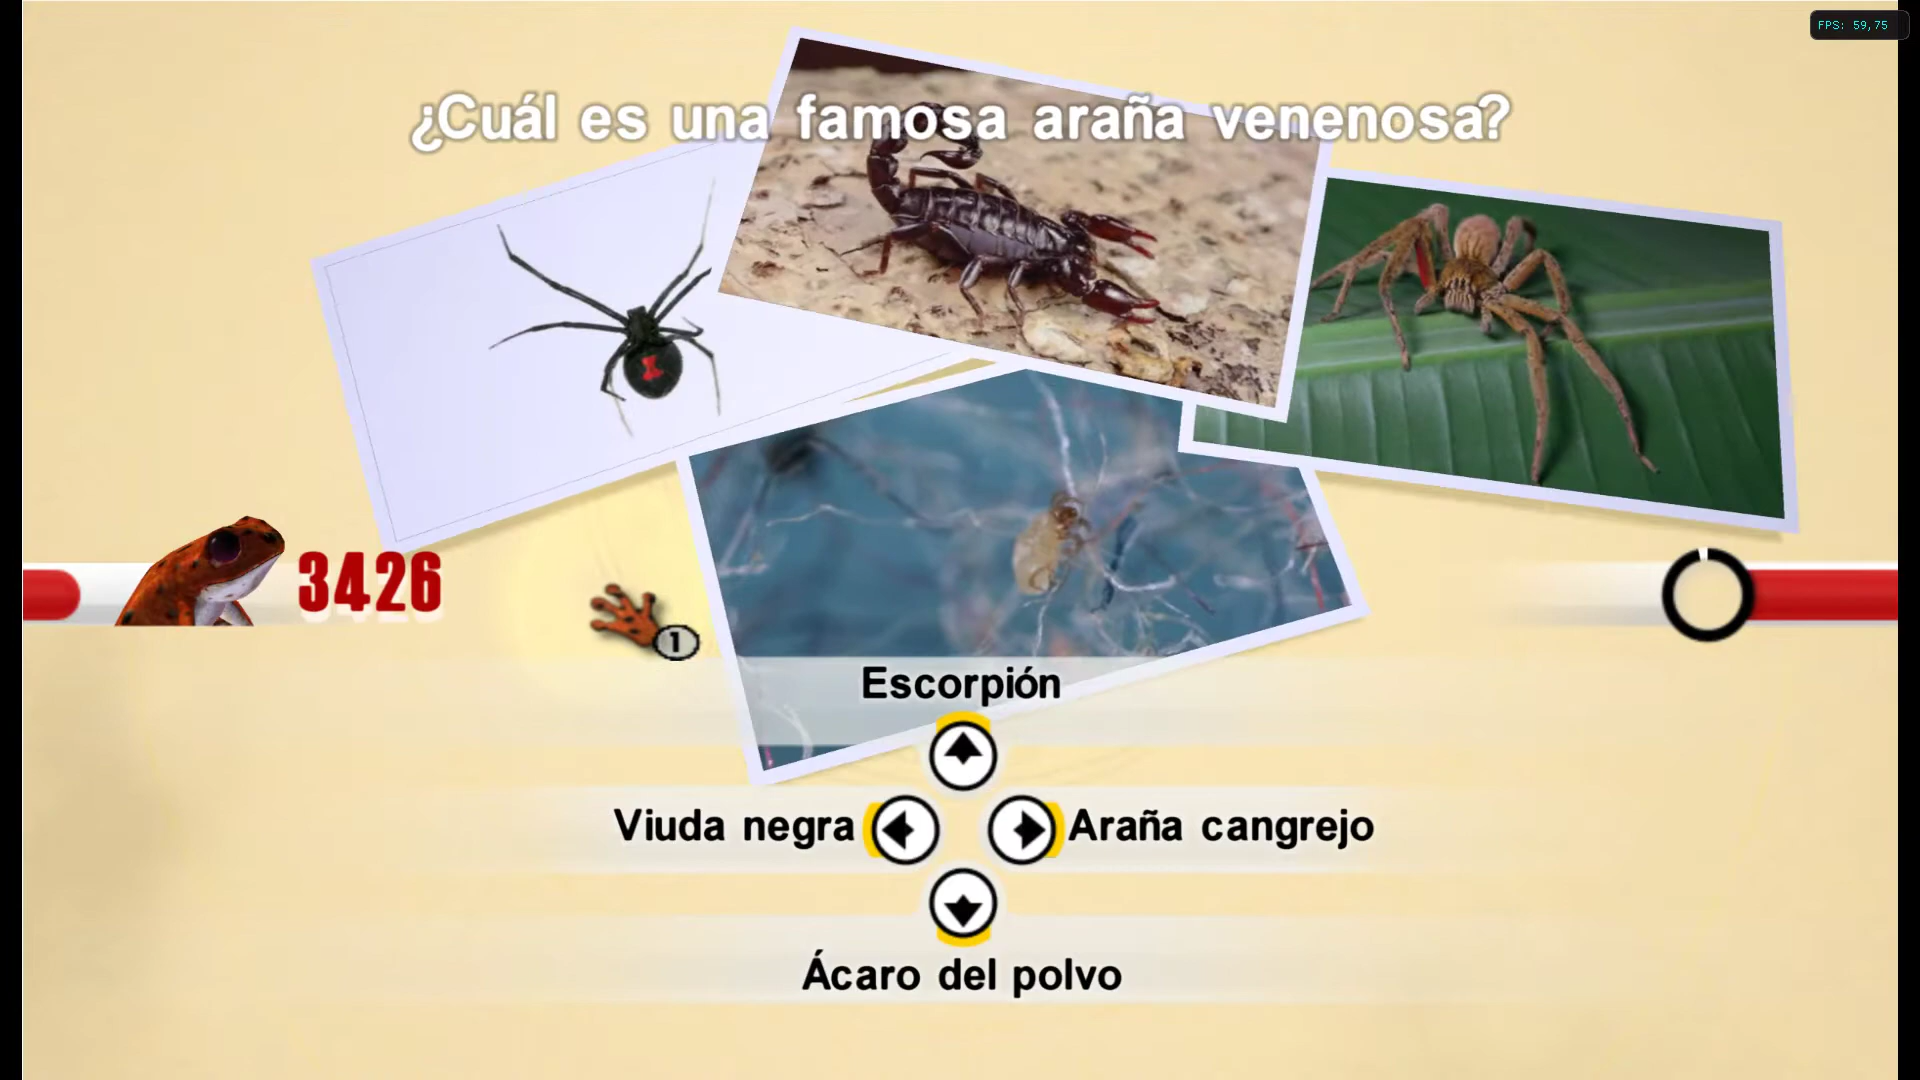 FPS: 59,75
¿Cuál es una famosa araña venenosa?
3426
1
Escorpión
Viuda negra
Araña cangrejo
Ácaro del polvo